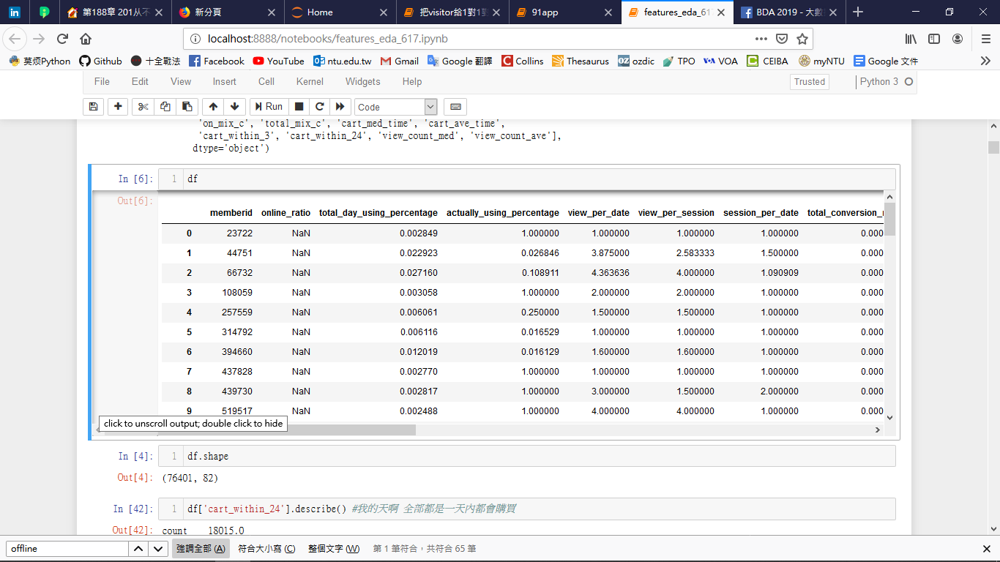 第188章 201从不
新分頁
Home
把visitor給1對1對
91app
features_eda_617
BDA 2019 - 大數
localhost:8888/notebooks/features_eda_617.ipynb
莫烦Python Github 十全戰法 Facebook YouTube ntu.edu.tw Gmail Google 翻譯 Collins Thesaurus ozdic TPO VOA CEIBA myNTU Google 文件
File Edit View Insert Cell Kernel Widgets Help Trusted Python 3
Run Code
'on_mix_c', 'total_mix_c', 'cart_med_time', 'cart_ave_time',
'cart_within_3', 'cart_within_24', 'view_count_med', 'view_count_ave'],
dtype='object')
In [6]: 1 df
Out[6]:
memberid online_ratio total_day_using_percentage actually_using_percentage view_per_date view_per_session session_per_date total_conversion_
0 23722 NaN 0.002849 1.000000 1.000000 1.000000 1.000000 0.000
1 44751 NaN 0.022923 0.026846 3.875000 2.583333 1.500000 0.000
2 66732 NaN 0.027160 0.108911 4.363636 4.000000 1.090909 0.000
3 108059 NaN 0.003058 1.000000 2.000000 2.000000 1.000000 0.000
4 257559 NaN 0.006061 0.250000 1.500000 1.500000 1.000000 0.000
5 314792 NaN 0.006116 0.016529 1.000000 1.000000 1.000000 0.000
6 394660 NaN 0.012019 0.016129 1.600000 1.600000 1.000000 0.000
7 437828 NaN 0.002770 1.000000 1.000000 1.000000 1.000000 0.000
8 439730 NaN 0.002817 1.000000 3.000000 1.500000 2.000000 0.000
9 519517 NaN 0.002488 1.000000 4.000000 4.000000 1.000000 0.000
click to unscroll output; double click to hide
In [4]: 1 df.shape
Out[4]: (76401, 82)
In [42]: 1 df['cart_within_24'].describe() #我的天啊 全部都是一天內都會購買
Out[42]: count 18015.0
offline 強調全部 (A) 符合大小寫 (C) 整個文字 (W) 第 1 筆符合，共符合 65 筆